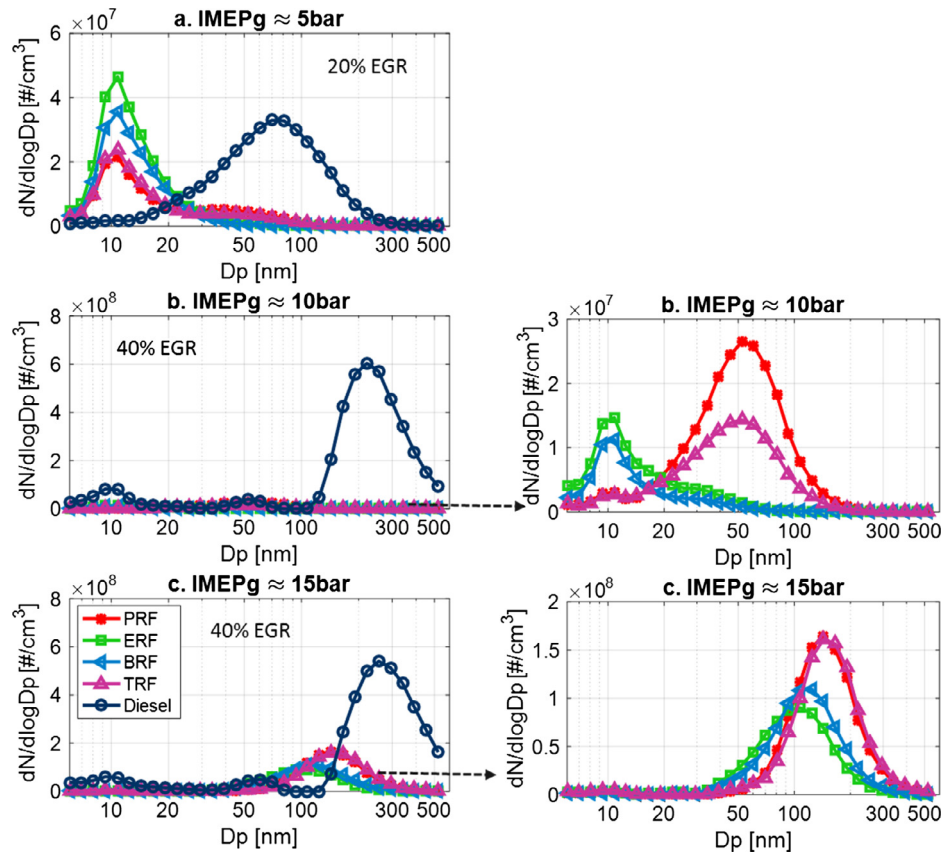 ×10⁷
a. IMEPg ≈ 5bar
20% EGR
dN/dlogDp [#/cm³]
6
4
2
0
10 20 50 100 300 500
Dp [nm]
×10⁸
b. IMEPg ≈ 10bar
40% EGR
dN/dlogDp [#/cm³]
8
6
4
2
0
10 20 50 100 300 500
Dp [nm]
×10⁷
b. IMEPg ≈ 10bar
dN/dlogDp [#/cm³]
3
2
1
0
10 20 50 100 300 500
Dp [nm]
×10⁸
c. IMEPg ≈ 15bar
40% EGR
PRF
ERF
BRF
TRF
Diesel
dN/dlogDp [#/cm³]
8
6
4
2
0
10 20 50 100 300 500
Dp [nm]
×10⁸
c. IMEPg ≈ 15bar
dN/dlogDp [#/cm³]
2
1.5
1
0.5
0
10 20 50 100 300 500
Dp [nm]